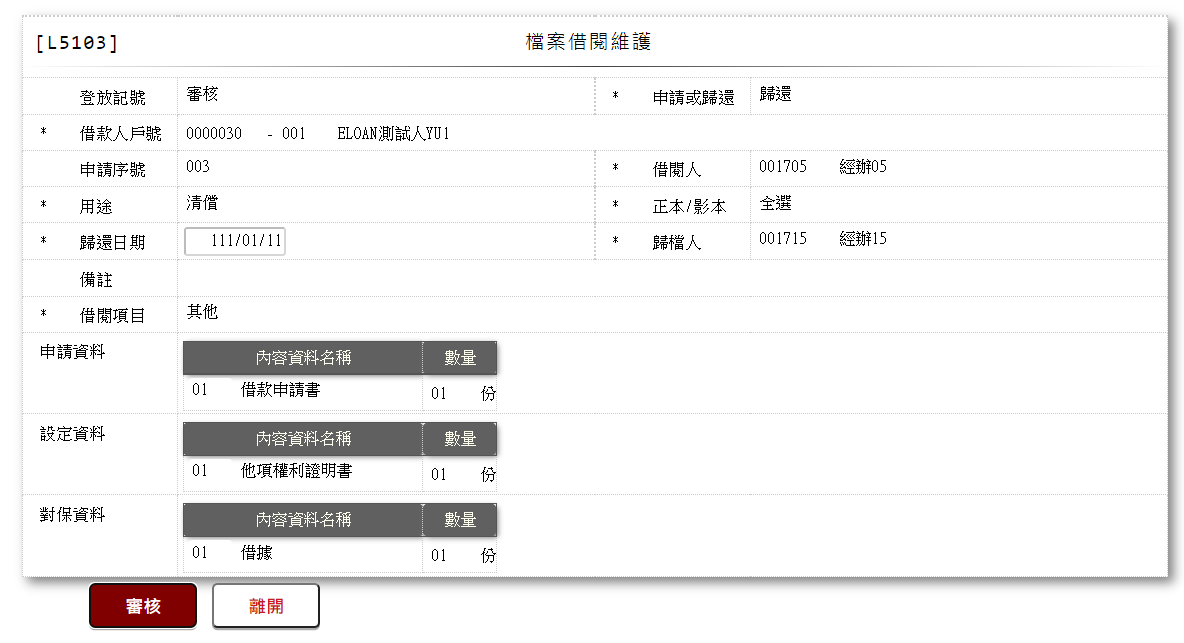 [L5103] 檔案借閱維護
登放記號 審核 * 申請或歸還 歸還
* 借款人戶號 0000030 - 001 ELOAN測試人YU1
申請序號 003 * 借閱人 001705 經辦05
* 用途 清償 * 正本/影本 全選
* 歸還日期 111/01/11 * 歸檔人 001715 經辦15
備註
* 借閱項目 其他
申請資料 內容資料名稱 數量
01 借款申請書 01 份
設定資料 內容資料名稱 數量
01 他項權利證明書 01 份
對保資料 內容資料名稱 數量
01 借據 01 份
審核 離開